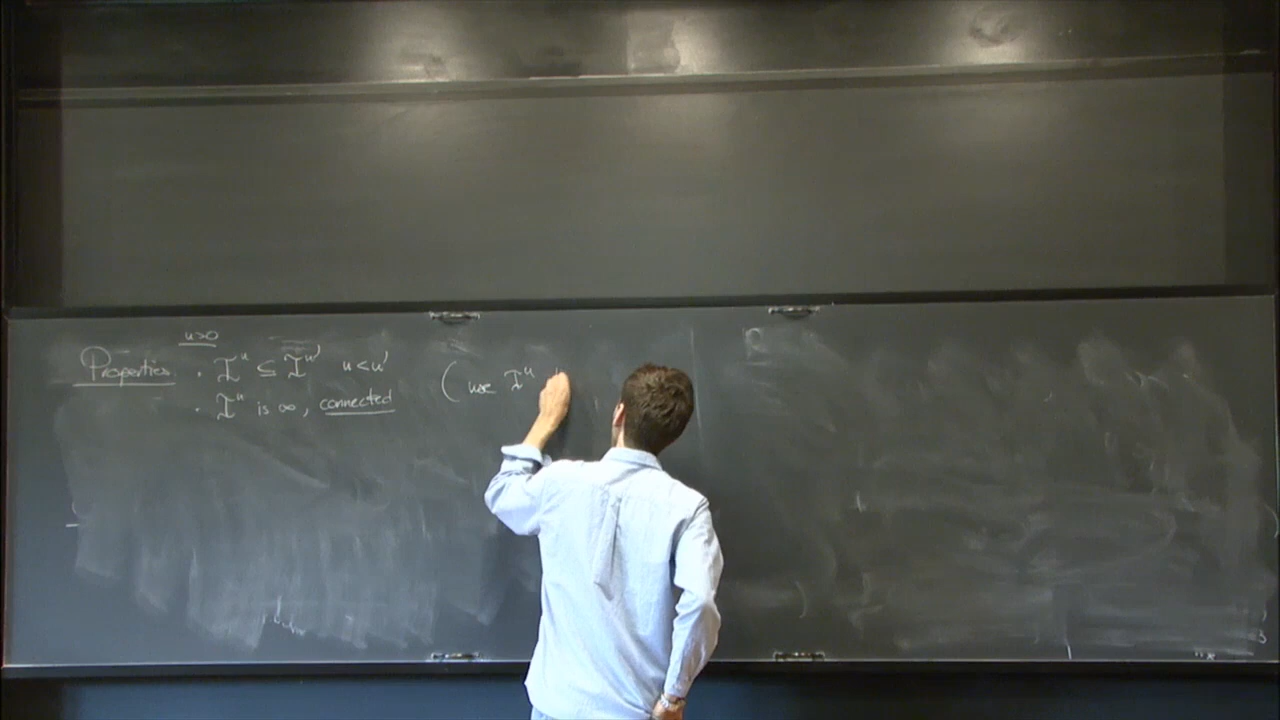 u>0
Properties · I^u ⊆ I^u' u<u' (use I^u
· I^u is ∞, connected